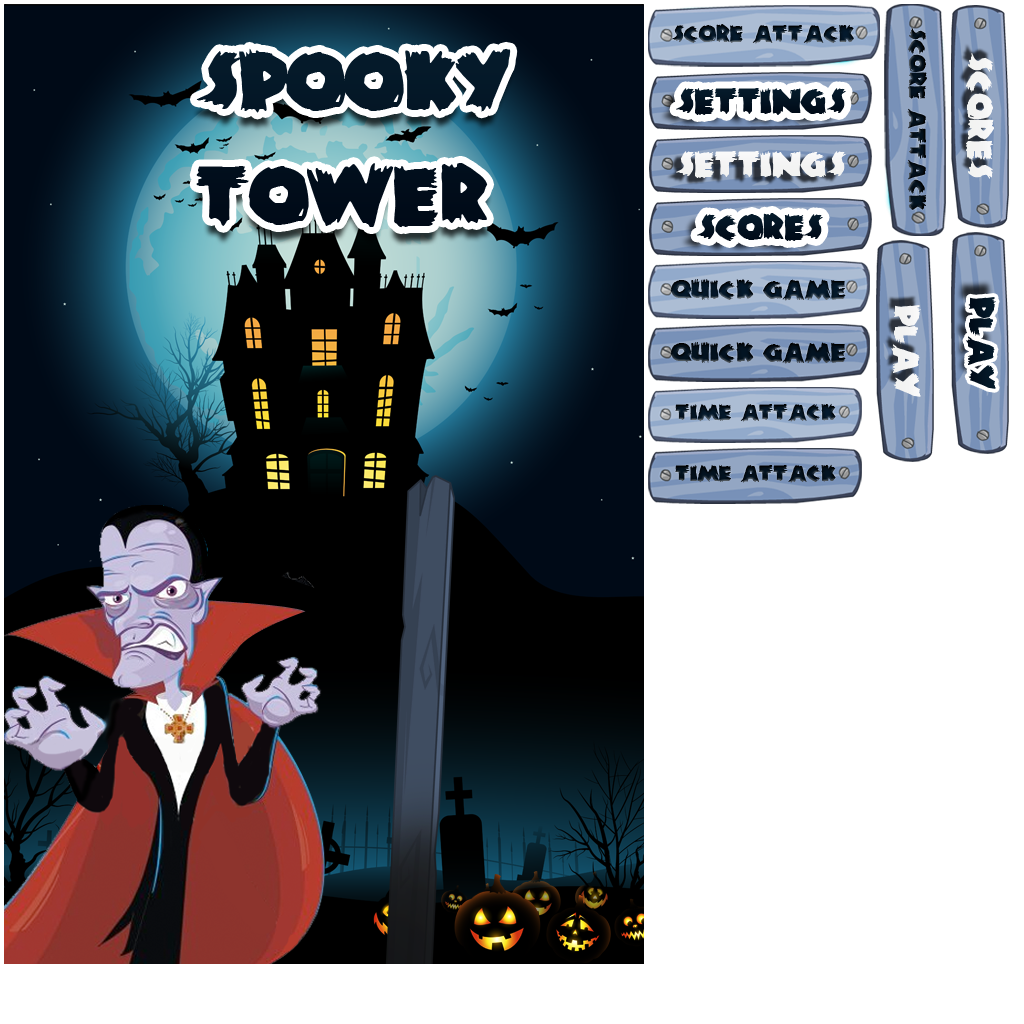 SPOOKY
TOWER
SCORE ATTACK
SETTINGS
SETTINGS
SCORES
QUICK GAME
QUICK GAME
TIME ATTACK
TIME ATTACK
SCORE ATTACK
SCORES
PLAY
PLAY